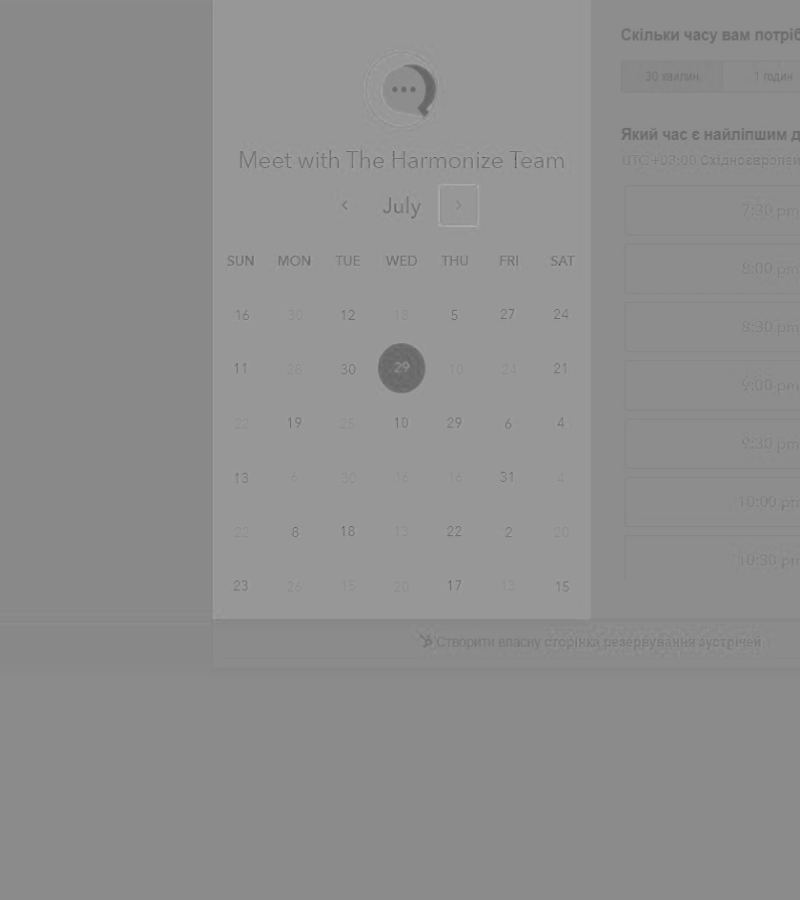 Meet with The Harmonize Team
July
SUN MON TUE WED THU FRI SAT
16 30 12 13 5 27 24
11 28 30 29 10 24 21
22 19 25 10 29 6 4
13 6 30 16 16 31 4
22 8 18 13 22 2 20
23 26 15 20 17 13 15
Скільки часу вам потріб
30 хвилин 1 годин
Який час є найліпшим д
UTC +03:00 Східноєвропей
7:30 pm
8:00 pm
8:30 pm
9:00 pm
9:30 pm
10:00 pm
10:30 pm
Створити власну сторінка резервування зустрічей